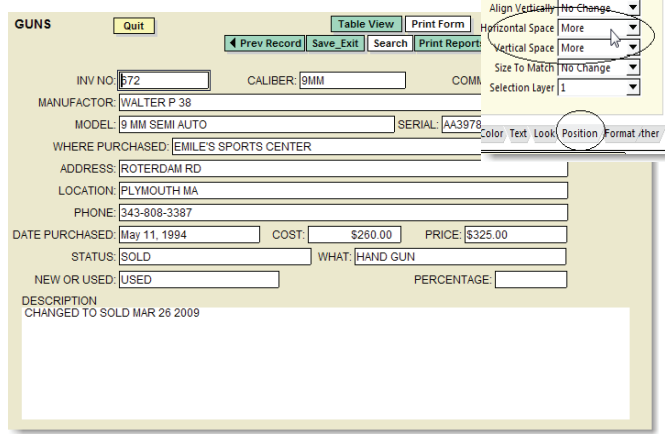 GUNS Quit Table View Print Form
Prev Record Save_Exit Search Print Reports
INV NO: 672 CALIBER: 9MM
MANUFACTOR: WALTER P 38
MODEL: 9 MM SEMI AUTO SERIAL: AA3978
WHERE PURCHASED: EMILE'S SPORTS CENTER
ADDRESS: ROTERDAM RD
LOCATION: PLYMOUTH MA
PHONE: 343-808-3387
DATE PURCHASED: May 11, 1994 COST: $260.00 PRICE: $325.00
STATUS: SOLD WHAT: HAND GUN
NEW OR USED: USED PERCENTAGE:
DESCRIPTION
CHANGED TO SOLD MAR 26 2009
Align Vertically No Change
Horizontal Space More
Vertical Space More
Size To Match No Change
Selection Layer 1
Color Text Look Position Format